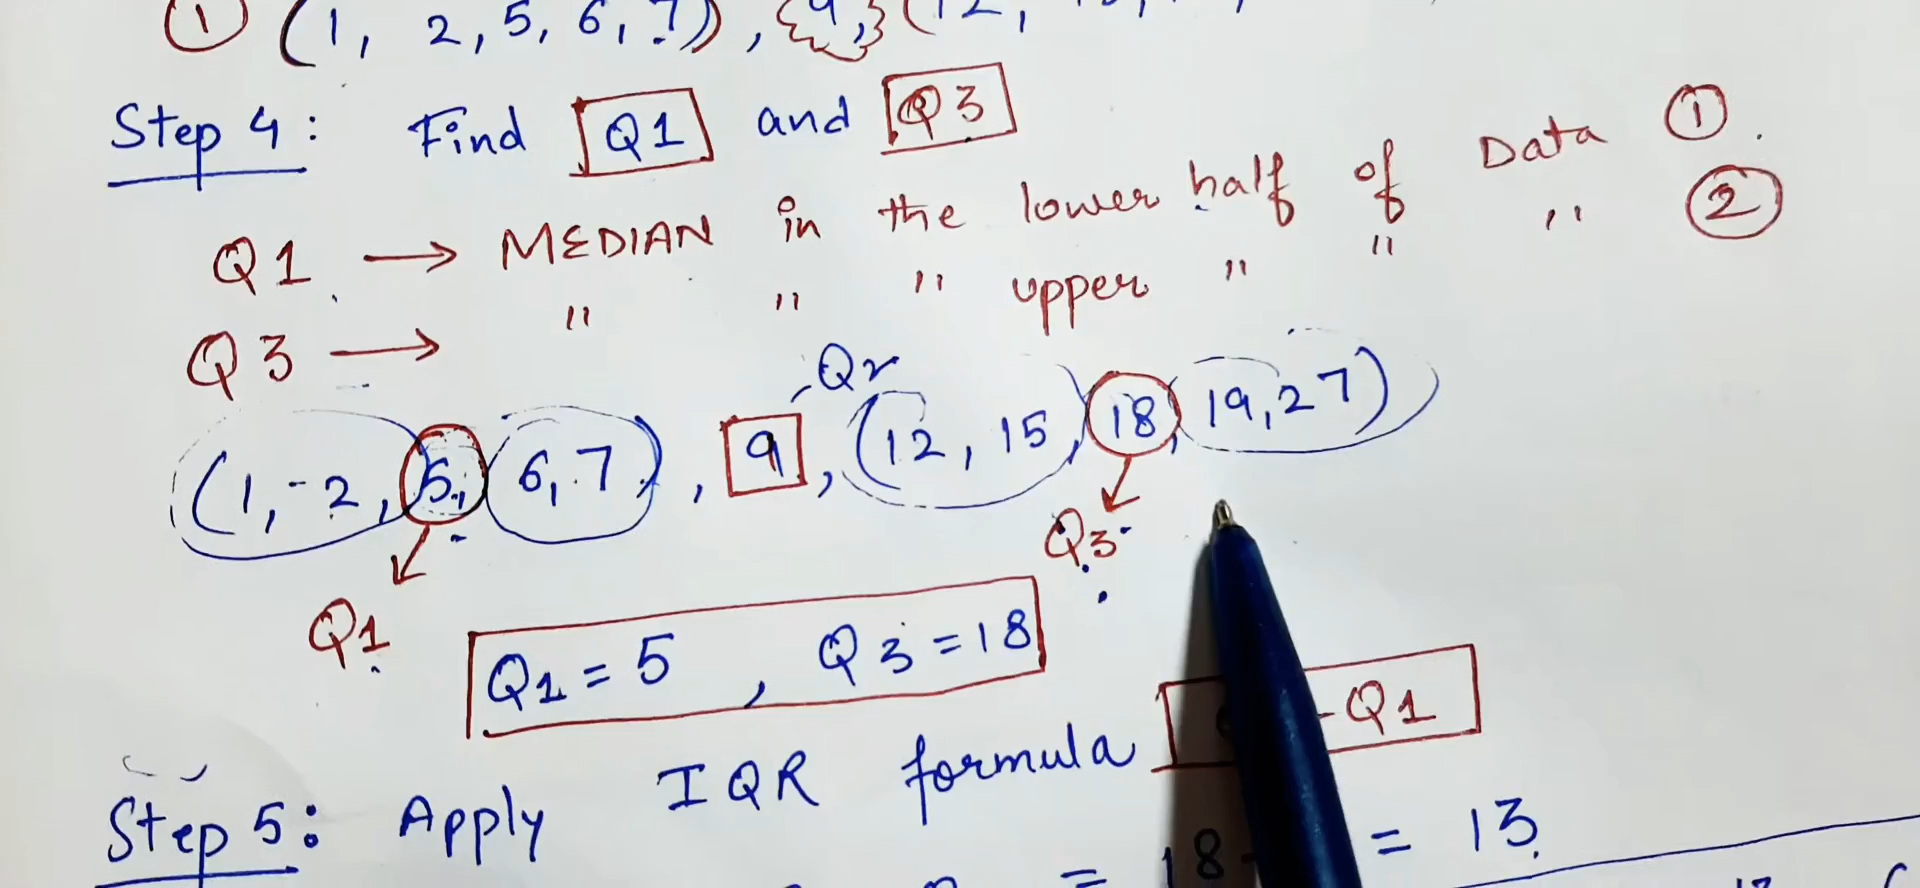 ① (1, 2, 5, 6, 7), 9, (12,
Step 4: Find Q1 and Q3
Q1 → MEDIAN in the lower half of Data ①.
Q3 → " " " upper " " " ②
Q2
(1, 2, 5, 6, 7), 9, (12, 15, 18, 19, 27)
Q1 Q3
Q1 = 5 , Q3 = 18
Step 5: Apply IQR formula -Q1
= 18- = 13